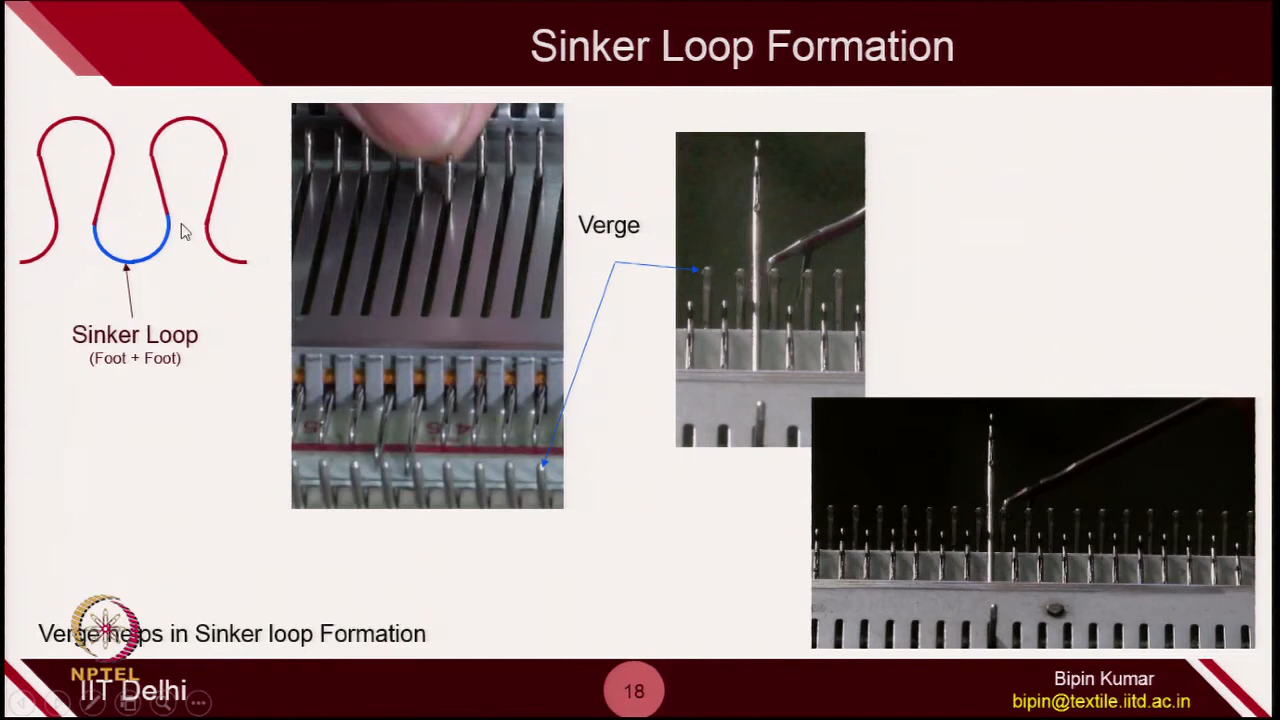 Sinker Loop Formation
Verge
Sinker Loop
(Foot + Foot)
Verge helps in Sinker loop Formation
NPTEL
IIT Delhi
18
Bipin Kumar
bipin@textile.iitd.ac.in